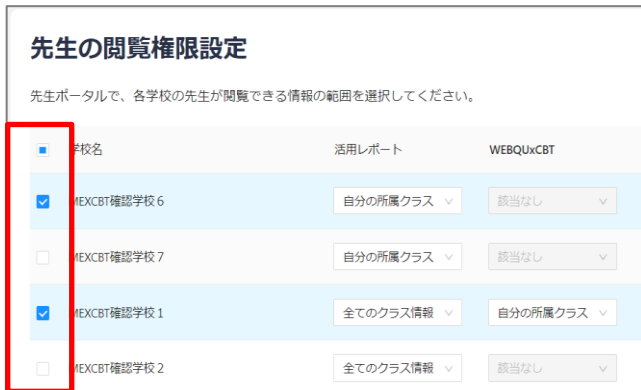 先生の閲覧権限設定
先生ポータルで、各学校の先生が閲覧できる情報の範囲を選択してください。
学校名 活用レポート WEBQUxCBT
MEXCBT確認学校6 自分の所属クラス 該当なし
MEXCBT確認学校7 自分の所属クラス 該当なし
MEXCBT確認学校1 全てのクラス情報 自分の所属クラス
MEXCBT確認学校2 全てのクラス情報 該当なし